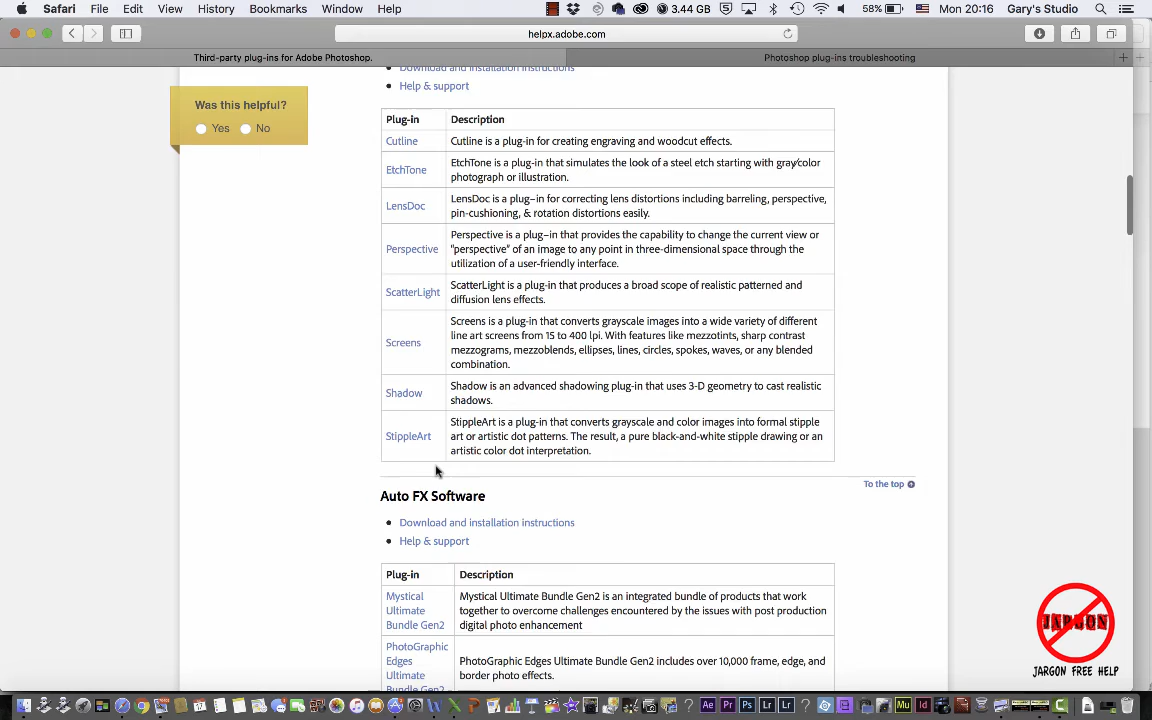 Safari File Edit View History Bookmarks Window Help 3.44 GB 5 58% Mon 20:16 Gary's Studio
helpx.adobe.com
Third-party plug-ins for Adobe Photoshop. Photoshop plug-ins troubleshooting
Download and installation instructions
Help & support
Was this helpful?
Yes No
Plug-in Description
Cutline Cutline is a plug-in for creating engraving and woodcut effects.
EtchTone EtchTone is a plug-in that simulates the look of a steel etch starting with gray/color
photograph or illustration.
LensDoc LensDoc is a plug–in for correcting lens distortions including barreling, perspective,
pin-cushioning, & rotation distortions easily.
Perspective Perspective is a plug–in that provides the capability to change the current view or
"perspective" of an image to any point in three-dimensional space through the
utilization of a user-friendly interface.
ScatterLight ScatterLight is a plug-in that produces a broad scope of realistic patterned and
diffusion lens effects.
Screens Screens is a plug-in that converts grayscale images into a wide variety of different
line art screens from 15 to 400 lpi. With features like mezzotints, sharp contrast
mezzograms, mezzoblends, ellipses, lines, circles, spokes, waves, or any blended
combination.
Shadow Shadow is an advanced shadowing plug-in that uses 3-D geometry to cast realistic
shadows.
StippleArt StippleArt is a plug-in that converts grayscale and color images into formal stipple
art or artistic dot patterns. The result, a pure black-and-white stipple drawing or an
artistic color dot interpretation.
To the top
Auto FX Software
Download and installation instructions
Help & support
Plug-in Description
Mystical
Ultimate
Bundle Gen2
Mystical Ultimate Bundle Gen2 is an integrated bundle of products that work
together to overcome challenges encountered by the issues with post production
digital photo enhancement
PhotoGraphic
Edges
Ultimate
Bundle Gen2
PhotoGraphic Edges Ultimate Bundle Gen2 includes over 10,000 frame, edge, and
border photo effects.
JARGON
JARGON FREE HELP
Ae Pr Ps Lr Lr Mu Id